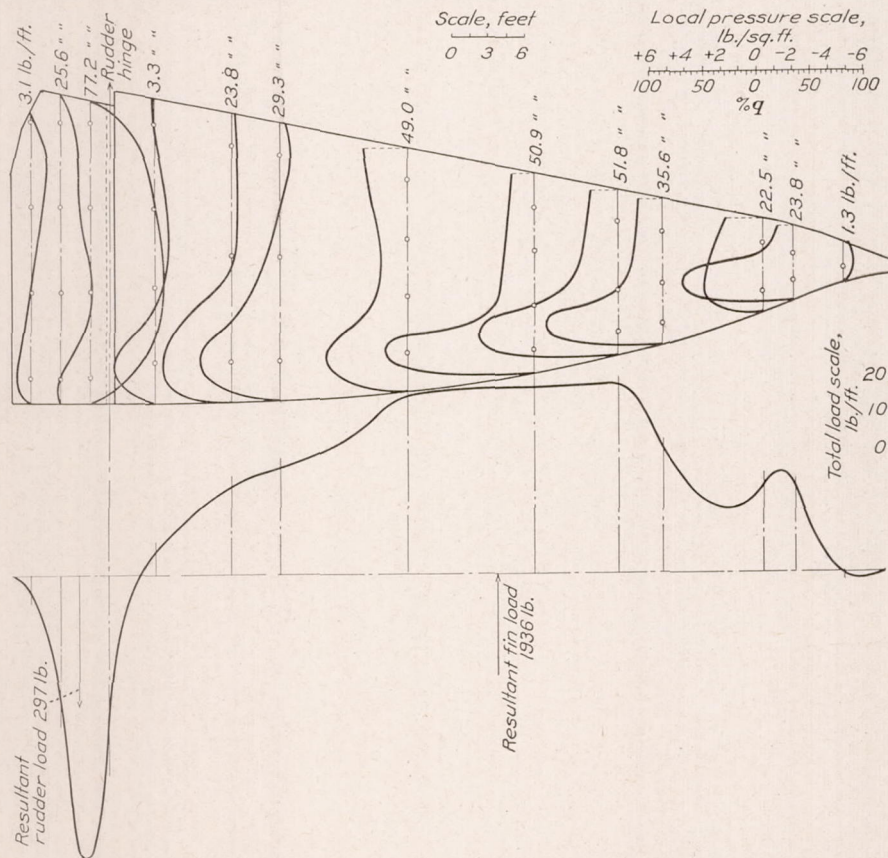 Scale, feet
0 3 6
Local pressure scale,
lb./sq.ft.
+6 +4 +2 0 -2 -4 -6
100 50 0 50 100
%q
3.1 lb./ft.
25.6 " "
77.2 " "
Rudder
hinge
3.3 " "
23.8 " "
29.3 " "
49.0 " "
50.9 " "
51.8 " "
35.6 " "
22.5 " "
23.8 " "
1.3 lb./ft.
Total load scale,
lb./ft.
20
10
0
Resultant
rudder load 297 lb.
Resultant fin load
1936 lb.